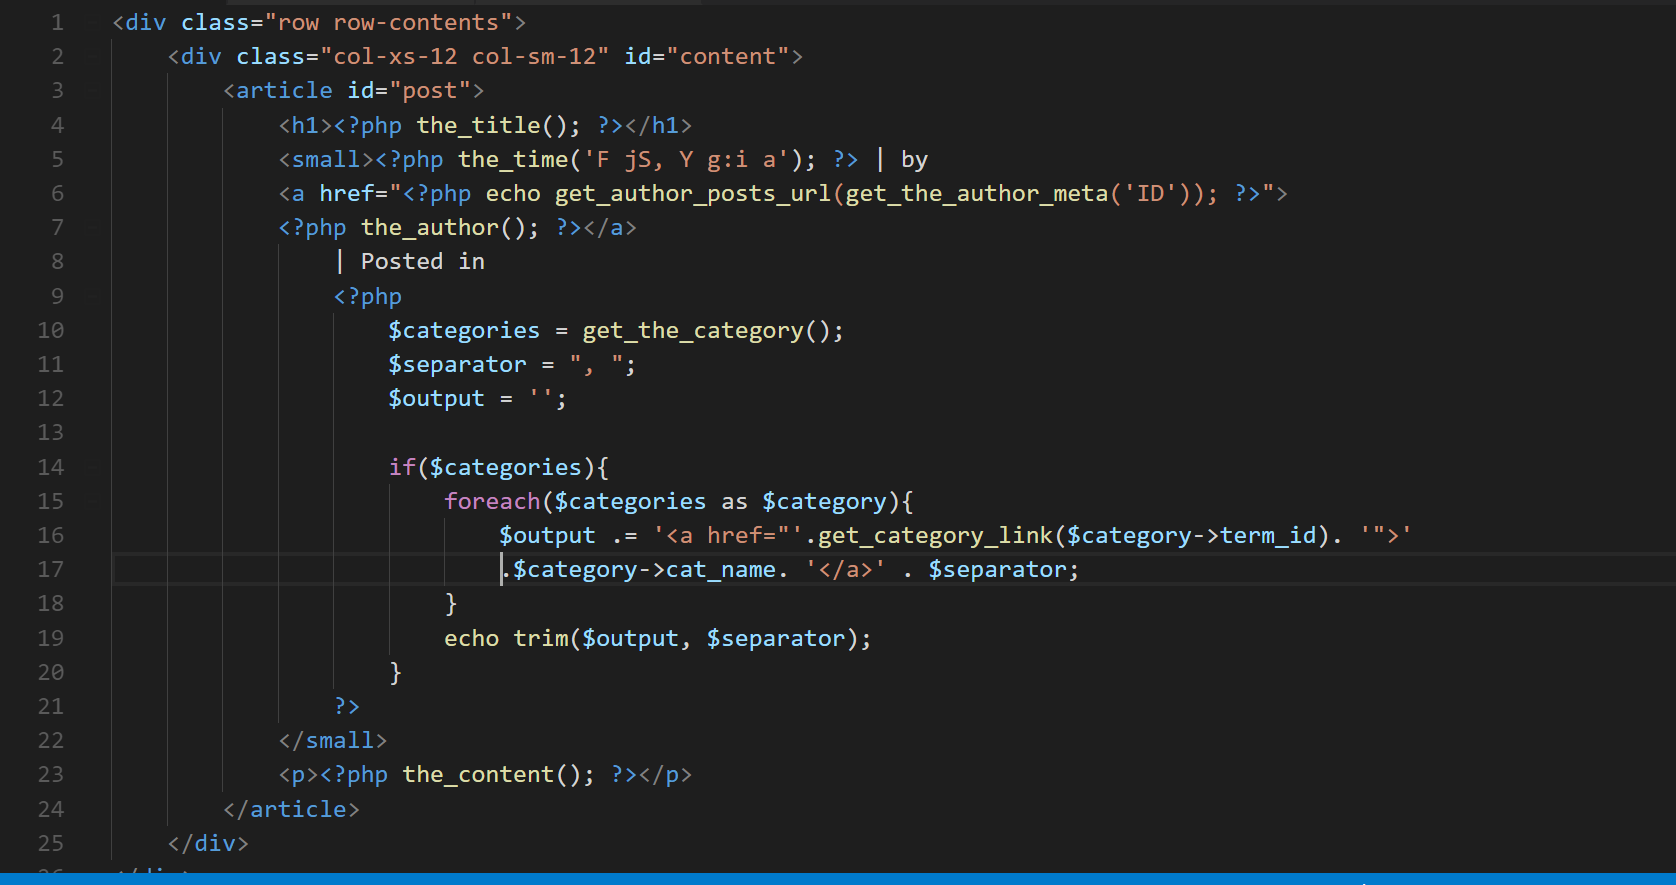 1 <div class="row row-contents">
2 <div class="col-xs-12 col-sm-12" id="content">
3 <article id="post">
4 <h1><?php the_title(); ?></h1>
5 <small><?php the_time('F jS, Y g:i a'); ?> | by
6 <a href="<?php echo get_author_posts_url(get_the_author_meta('ID')); ?>">
7 <?php the_author(); ?></a>
8 | Posted in
9 <?php
10 $categories = get_the_category();
11 $separator = ", ";
12 $output = '';
13
14 if($categories){
15 foreach($categories as $category){
16 $output .= '<a href="'.get_category_link($category->term_id). '">'
17 .$category->cat_name. '</a>' . $separator;
18 }
19 echo trim($output, $separator);
20 }
21 ?>
22 </small>
23 <p><?php the_content(); ?></p>
24 </article>
25 </div>